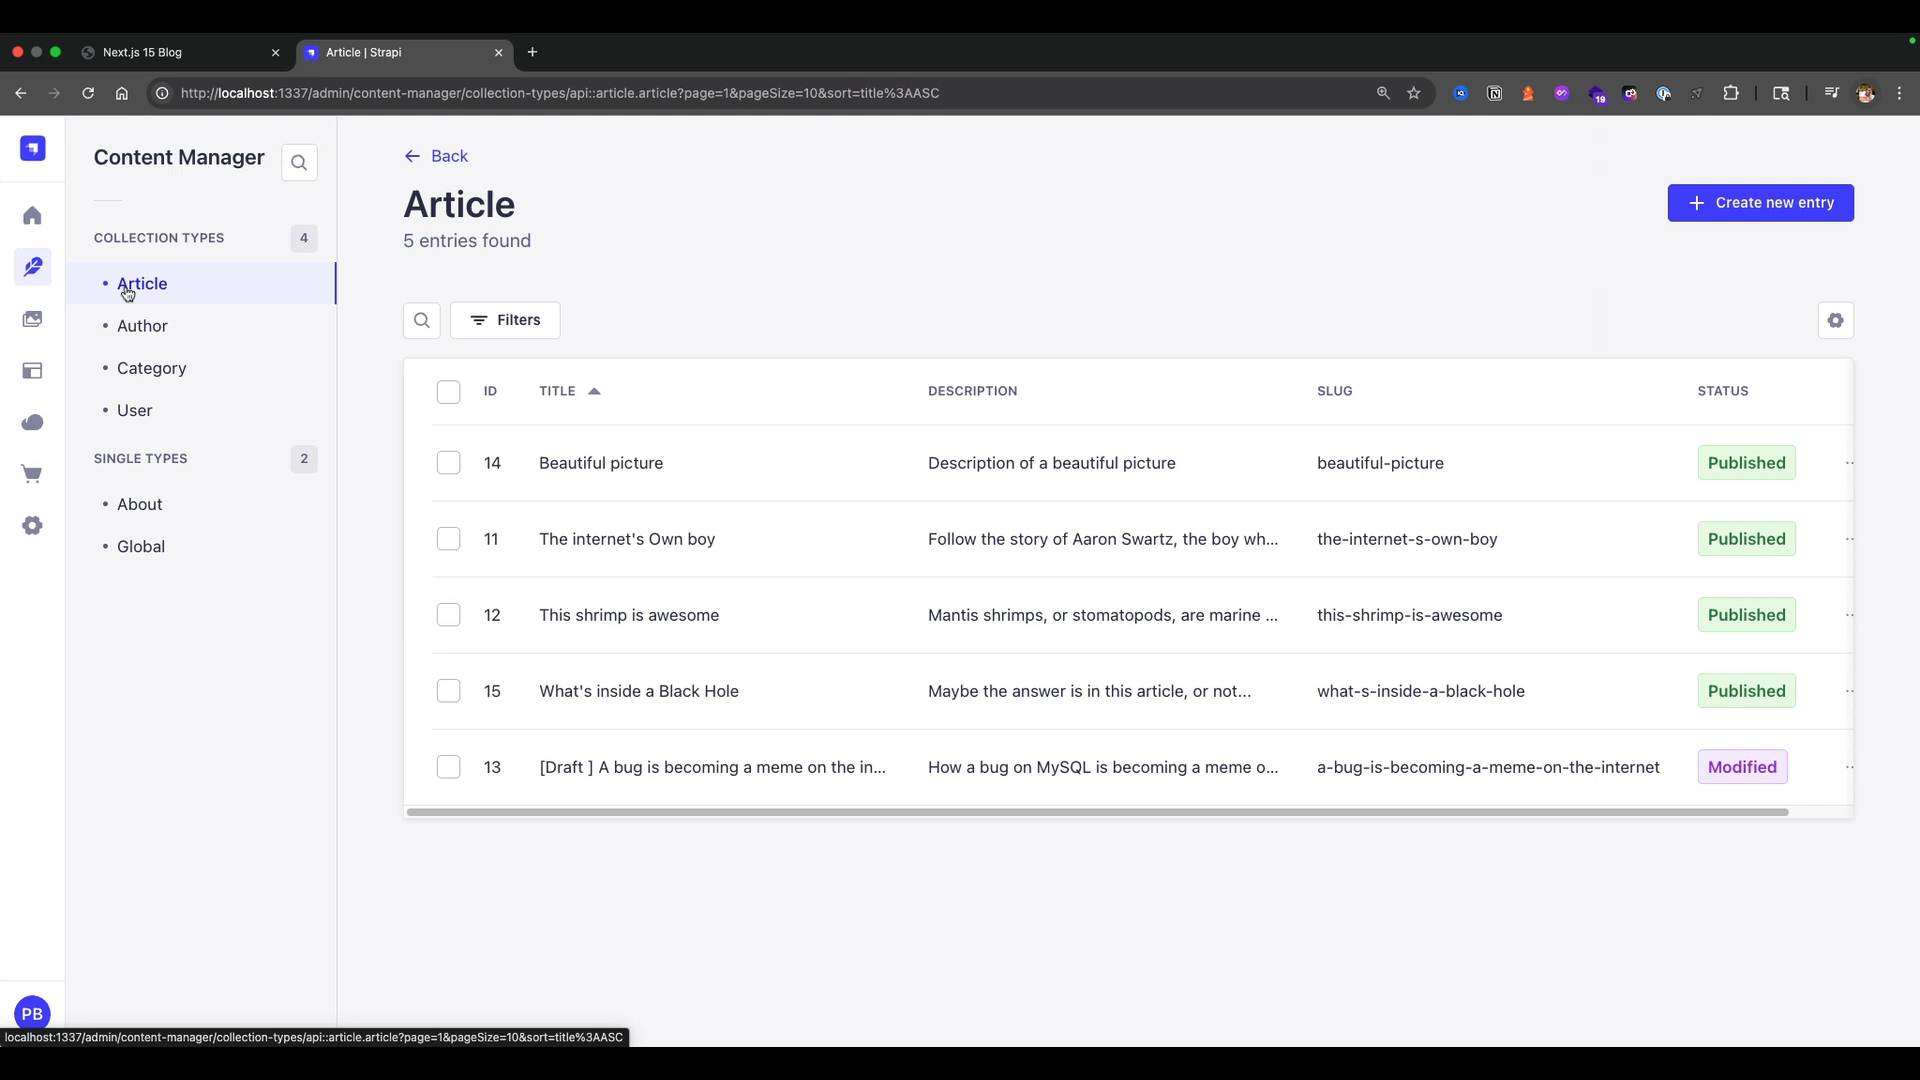 Next.js 15 Blog
Article | Strapi
http://localhost:1337/admin/content-manager/collection-types/api::article.article?page=1&pageSize=10&sort=title%3AASC
19
Content Manager
COLLECTION TYPES 4
Article
Author
Category
User
SINGLE TYPES 2
About
Global
PB
Back
Article
5 entries found
Create new entry
Filters
ID TITLE DESCRIPTION SLUG STATUS
14 Beautiful picture Description of a beautiful picture beautiful-picture Published
11 The internet's Own boy Follow the story of Aaron Swartz, the boy wh... the-internet-s-own-boy Published
12 This shrimp is awesome Mantis shrimps, or stomatopods, are marine ... this-shrimp-is-awesome Published
15 What's inside a Black Hole Maybe the answer is in this article, or not... what-s-inside-a-black-hole Published
13 [Draft ] A bug is becoming a meme on the in... How a bug on MySQL is becoming a meme o... a-bug-is-becoming-a-meme-on-the-internet Modified
localhost:1337/admin/content-manager/collection-types/api::article.article?page=1&pageSize=10&sort=title%3AASC